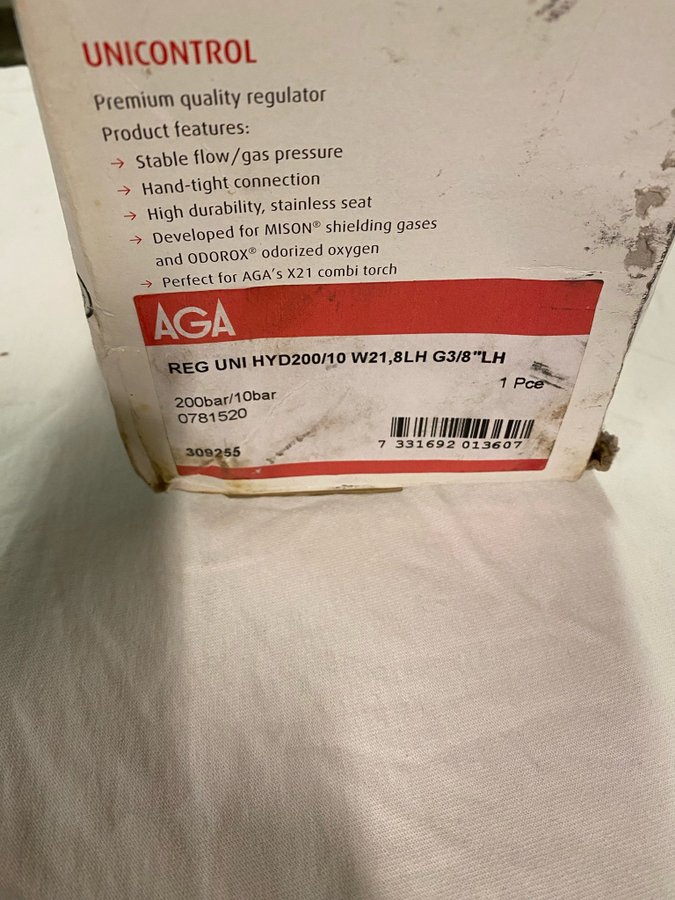 UNICONTROL
Premium quality regulator
Product features:
→ Stable flow/gas pressure
→ Hand-tight connection
→ High durability, stainless seat
→ Developed for MISON® shielding gases
and ODOROX® odorized oxygen
→ Perfect for AGA's X21 combi torch
AGA
REG UNI HYD200/10 W21,8LH G3/8"LH
1 Pce
200bar/10bar
0781520
309255
7 331692 013607